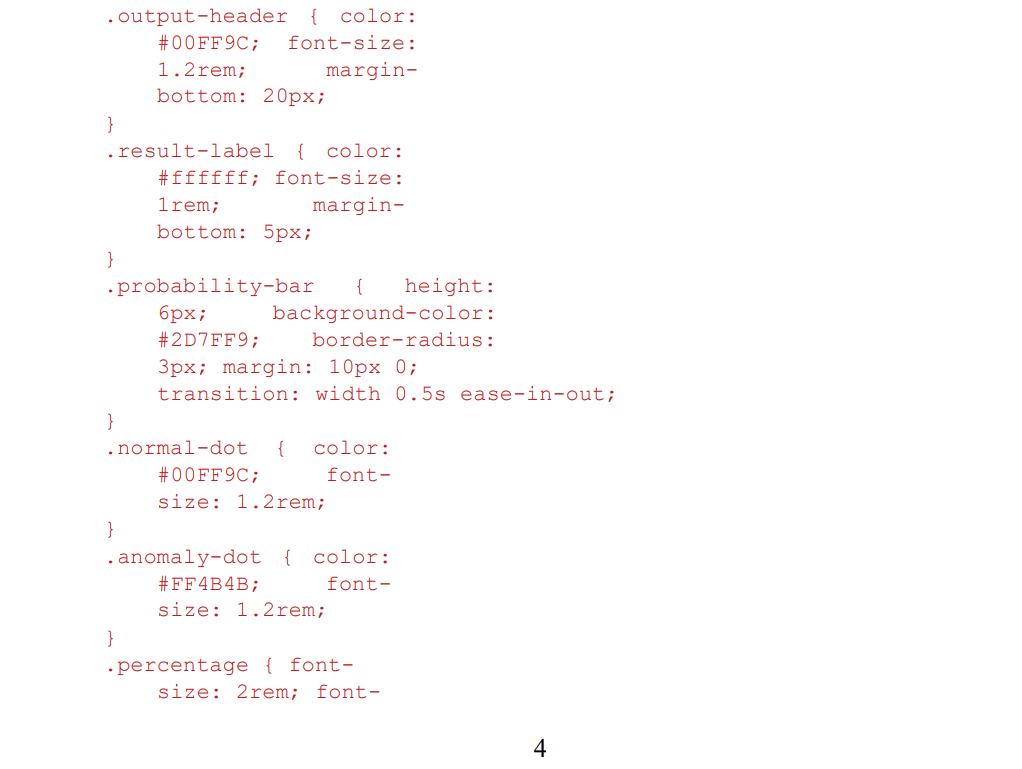 .output-header { color:
#00FF9C; font-size:
1.2rem; margin-
bottom: 20px;
}
.result-label { color:
#ffffff; font-size:
1rem; margin-
bottom: 5px;
}
.probability-bar { height:
6px; background-color:
#2D7FF9; border-radius:
3px; margin: 10px 0;
transition: width 0.5s ease-in-out;
}
.normal-dot { color:
#00FF9C; font-
size: 1.2rem;
}
.anomaly-dot { color:
#FF4B4B; font-
size: 1.2rem;
}
.percentage { font-
size: 2rem; font-
4